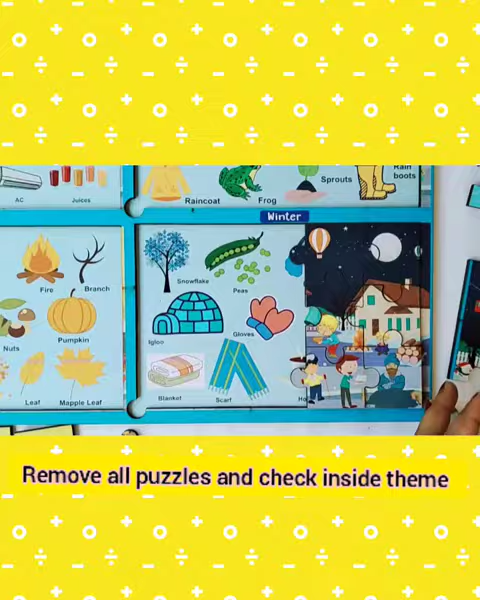 AC
Juices
Raincoat
Frog
Sprouts
Rain
boots
Winter
Fire
Branch
Nuts
Pumpkin
Leaf
Mapple Leaf
Snowflake
Peas
Igloo
Gloves
Blanket
Scarf
Ho
Remove all puzzles and check inside theme